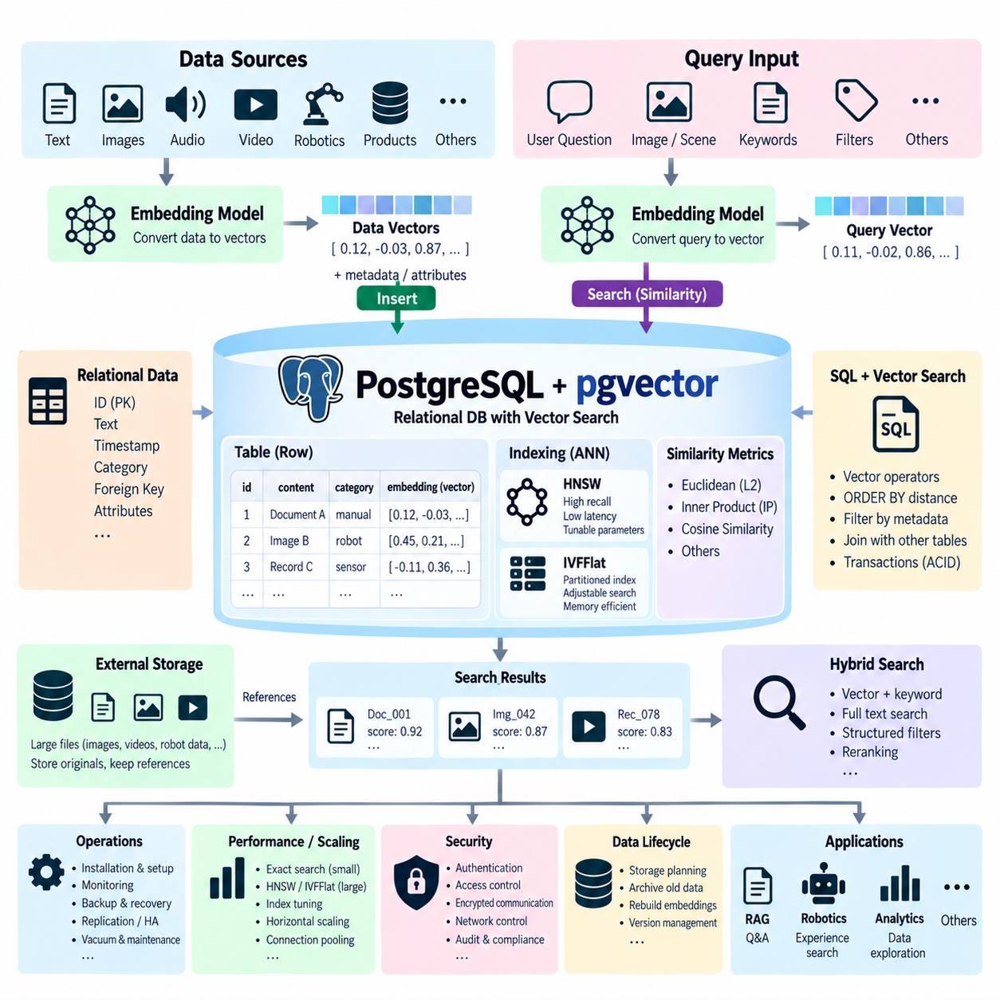 Data Sources
Text
Images
Audio
Video
Robotics
Products
...
Others
Query Input
User Question
Image / Scene
Keywords
Filters
...
Others
Embedding Model
Convert data to vectors
Data Vectors
[ 0.12, -0.03, 0.87, ... ]
+ metadata / attributes
Insert
Embedding Model
Convert query to vector
Query Vector
[ 0.11, -0.02, 0.86, ... ]
Search (Similarity)
Relational Data
ID (PK)
Text
Timestamp
Category
Foreign Key
Attributes
...
PostgreSQL + pgvector
Relational DB with Vector Search
Table (Row)
id content category embedding (vector)
1 Document A manual [0.12, -0.03, ...]
2 Image B robot [0.45, 0.21, ...]
3 Record C sensor [-0.11, 0.36, ...]
... ... ... ...
Indexing (ANN)
HNSW
High recall
Low latency
Tunable parameters
IVFFlat
Partitioned index
Adjustable search
Memory efficient
Similarity Metrics
• Euclidean (L2)
• Inner Product (IP)
• Cosine Similarity
• Others
SQL + Vector Search
SQL
• Vector operators
• ORDER BY distance
• Filter by metadata
• Join with other tables
• Transactions (ACID)
External Storage
Large files (images, videos, robot data, ...)
Store originals, keep references
References
Search Results
Doc_001
score: 0.92
...
Img_042
score: 0.87
...
Rec_078
score: 0.83
...
Hybrid Search
• Vector + keyword
• Full text search
• Structured filters
• Reranking
...
Operations
• Installation & setup
• Monitoring
• Backup & recovery
• Replication / HA
• Vacuum & maintenance
...
Performance / Scaling
• Exact search (small)
• HNSW / IVFFlat (large)
• Index tuning
• Horizontal scaling
• Connection pooling
...
Security
• Authentication
• Access control
• Encrypted communication
• Network control
• Audit & compliance
...
Data Lifecycle
• Storage planning
• Archive old data
• Rebuild embeddings
• Version management
...
Applications
RAG
Q&A
Robotics
Experience
search
Analytics
Data
exploration
...
Others